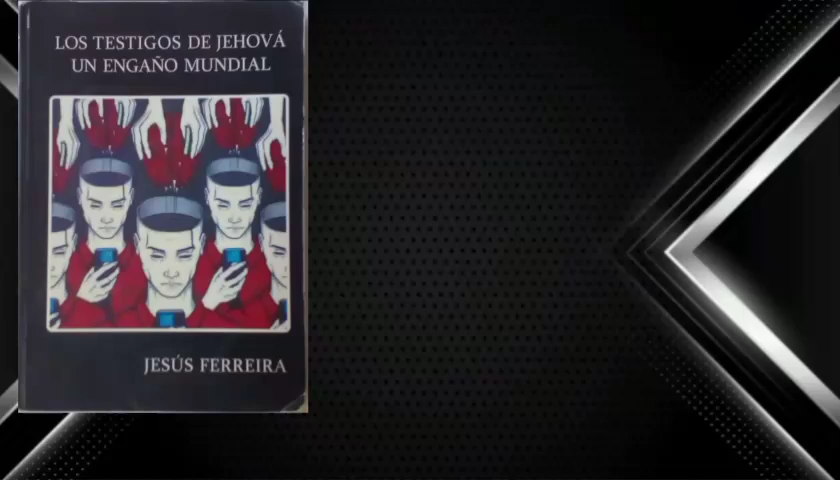 LOS TESTIGOS DE JEHOVÁ
UN ENGAÑO MUNDIAL
JESÚS FERREIRA